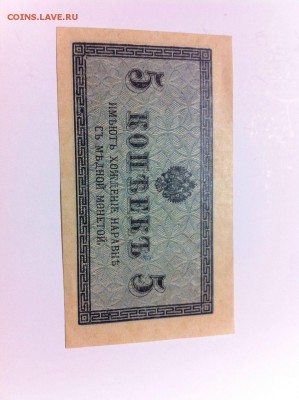 COINS.LAVE.RU
5 КОПѢЕКЪ 5
ИМѢЮТЪ ХОЖДЕНІЕ НАРАВНѢ
СЪ МѢДНОЙ МОНЕТОЙ.